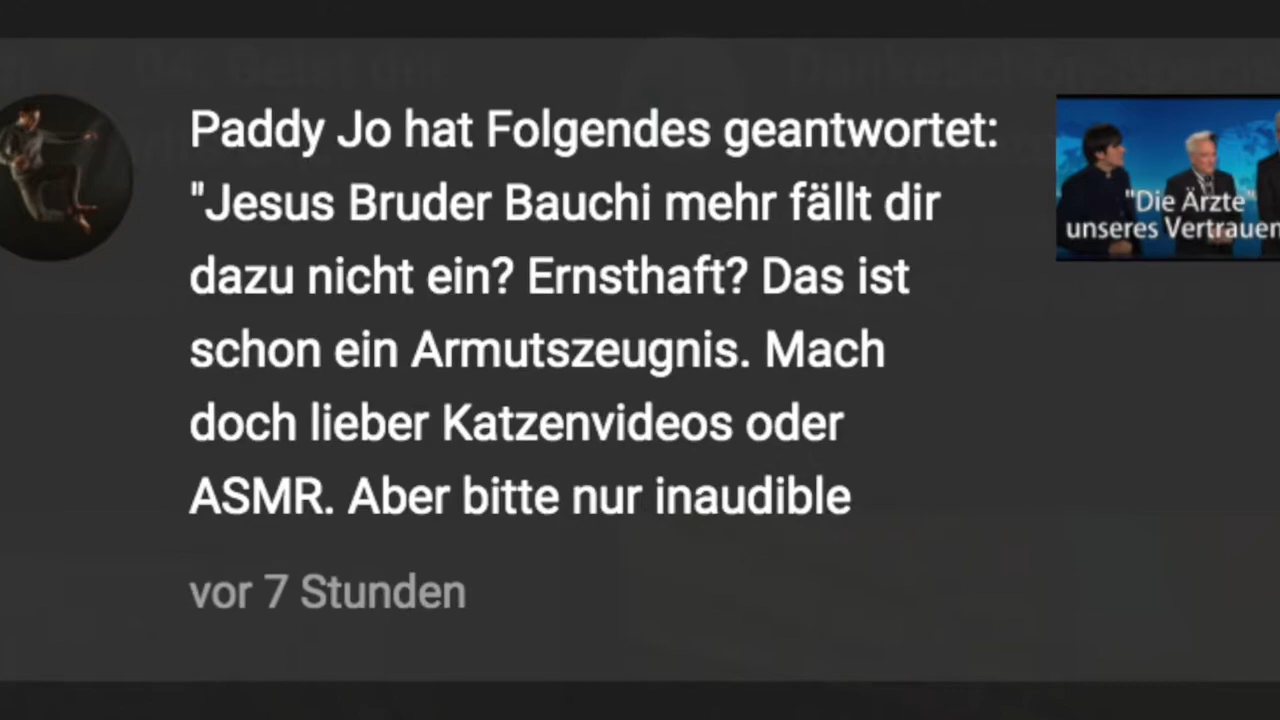 Paddy Jo hat Folgendes geantwortet:
"Jesus Bruder Bauchi mehr fällt dir
dazu nicht ein? Ernsthaft? Das ist
schon ein Armutszeugnis. Mach
doch lieber Katzenvideos oder
ASMR. Aber bitte nur inaudible
vor 7 Stunden
"Die Ärzte"
unseres Vertrauen